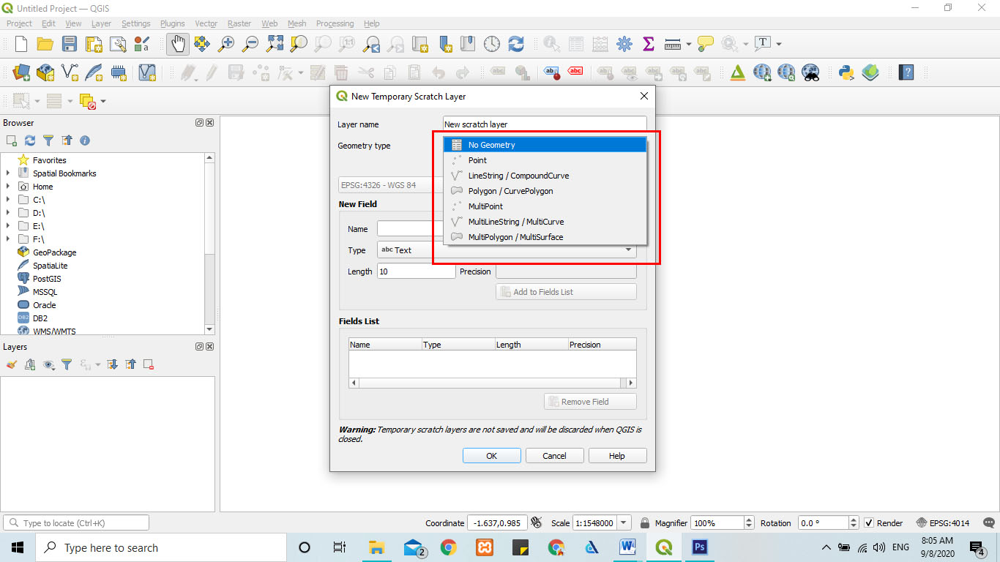 Untitled Project — QGIS
Project Edit View Layer Settings Plugins Vector Raster Web Mesh Processing Help
New Temporary Scratch Layer
Layer name New scratch layer
Geometry type
No Geometry
Point
LineString / CompoundCurve
Polygon / CurvePolygon
MultiPoint
MultiLineString / MultiCurve
MultiPolygon / MultiSurface
EPSG:4326 - WGS 84
New Field
Name
Type abc Text
Length 10 Precision
Add to Fields List
Fields List
Name Type Length Precision
Remove Field
Warning: Temporary scratch layers are not saved and will be discarded when QGIS is
closed.
OK Cancel Help
Browser
Favorites
Spatial Bookmarks
Home
C:\
D:\
E:\
F:\
GeoPackage
SpatiaLite
PostGIS
MSSQL
Oracle
DB2 DB2
WMS/WMTS
Layers
Type to locate (Ctrl+K) Coordinate -1.637,0.985 Scale 1:1548000 Magnifier 100% Rotation 0.0 ° Render EPSG:4014
Type here to search 2 Ps ENG 8:05 AM
9/8/2020 4